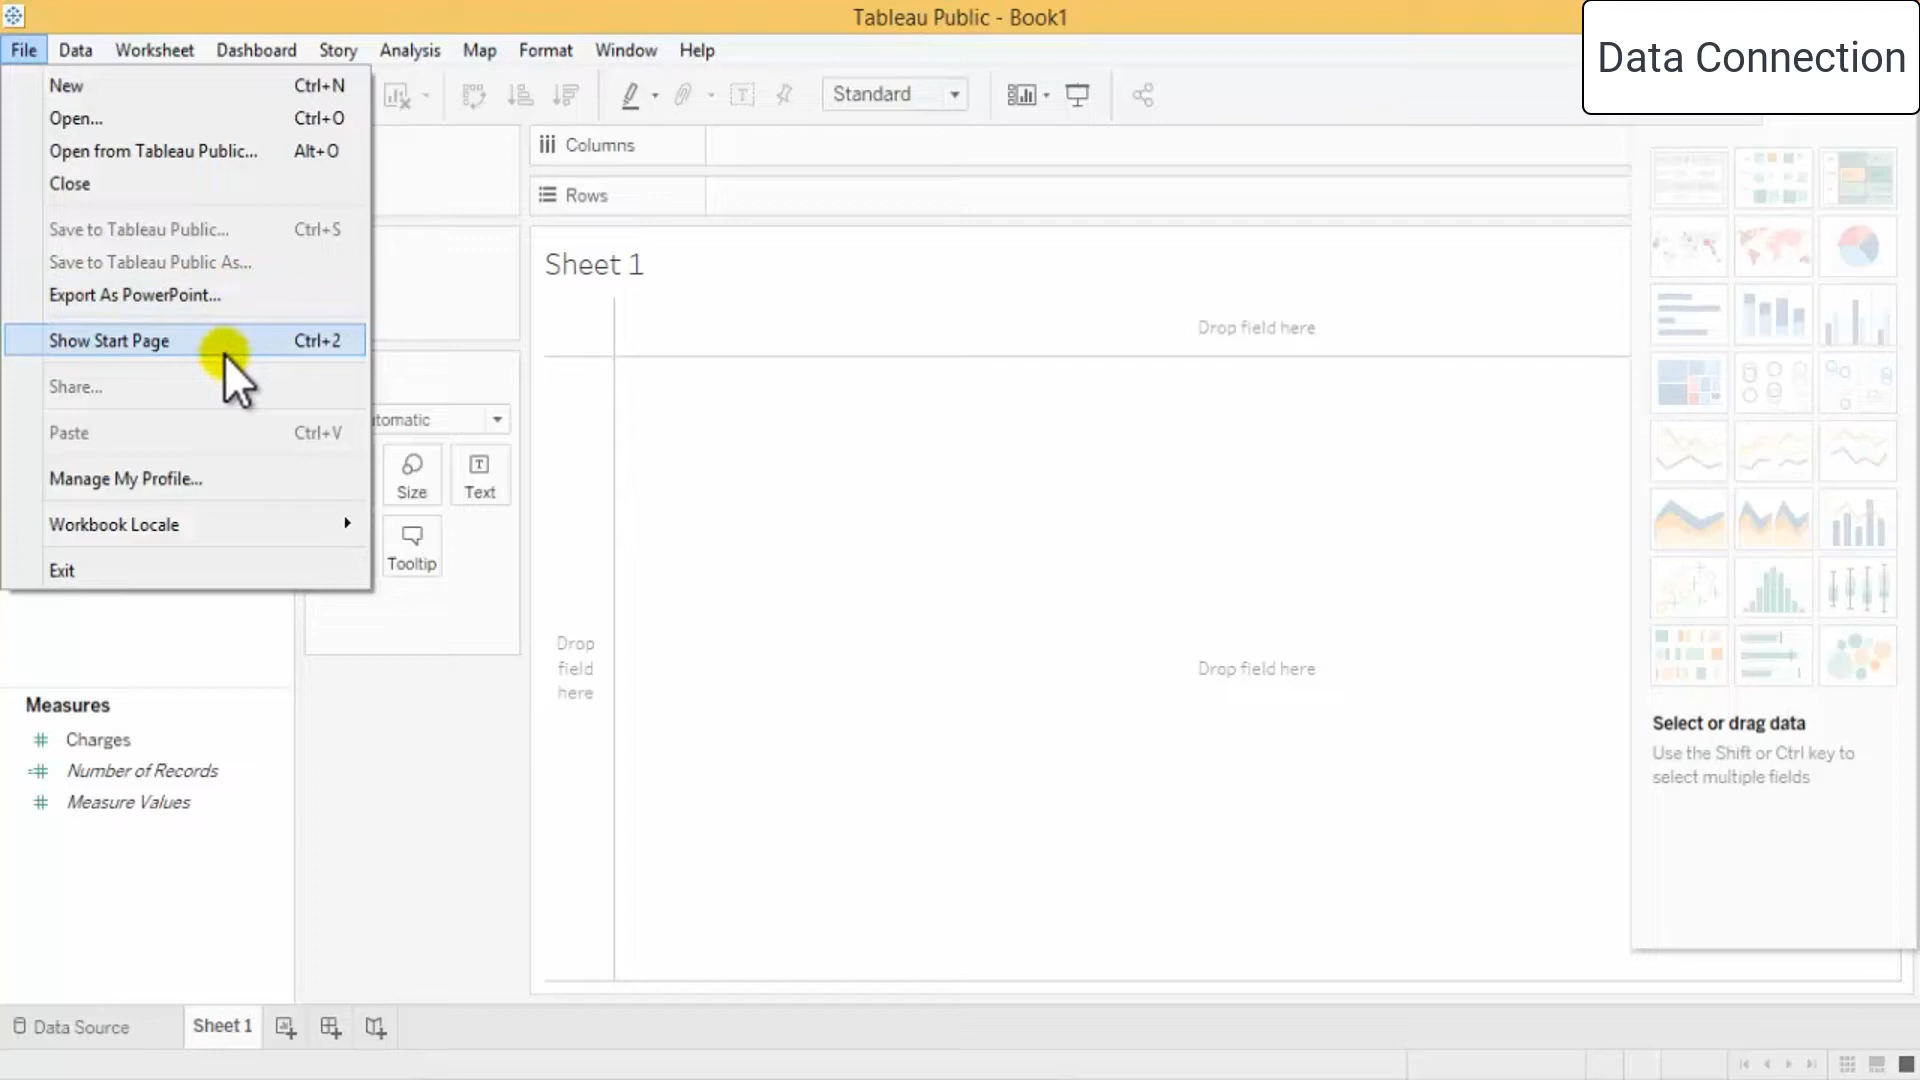 Tableau Public - Book1
Data Connection
File Data Worksheet Dashboard Story Analysis Map Format Window Help
New Ctrl+N
Open... Ctrl+O
Open from Tableau Public... Alt+O
Close
Save to Tableau Public... Ctrl+S
Save to Tableau Public As...
Export As PowerPoint...
Show Start Page Ctrl+2
Share...
Paste Ctrl+V
Manage My Profile...
Workbook Locale
Exit
Standard
Columns
Rows
Sheet 1
Drop field here
tomatic
Size
Text
Tooltip
Drop
field
here
Drop field here
Measures
Charges
Number of Records
Measure Values
Select or drag data
Use the Shift or Ctrl key to
select multiple fields
Data Source
Sheet 1